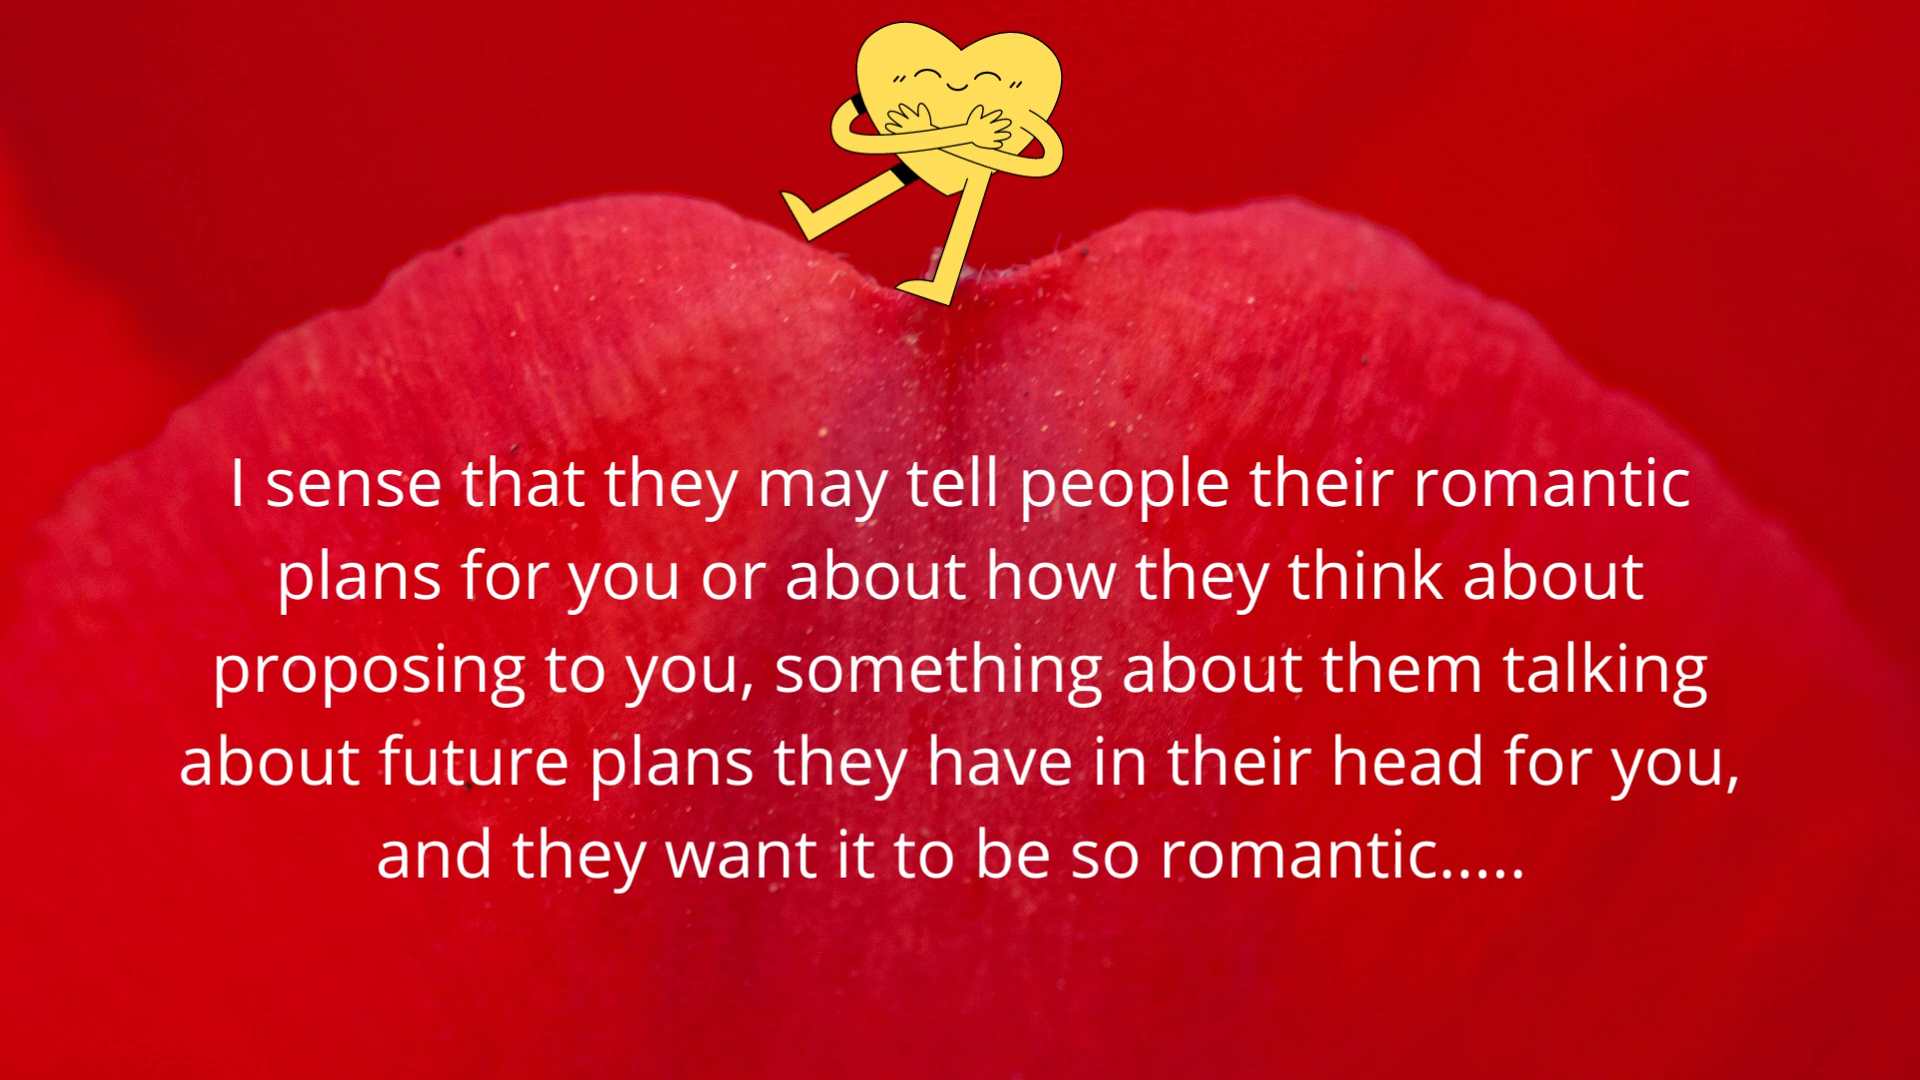 I sense that they may tell people their romantic
plans for you or about how they think about
proposing to you, something about them talking
about future plans they have in their head for you,
and they want it to be so romantic.....